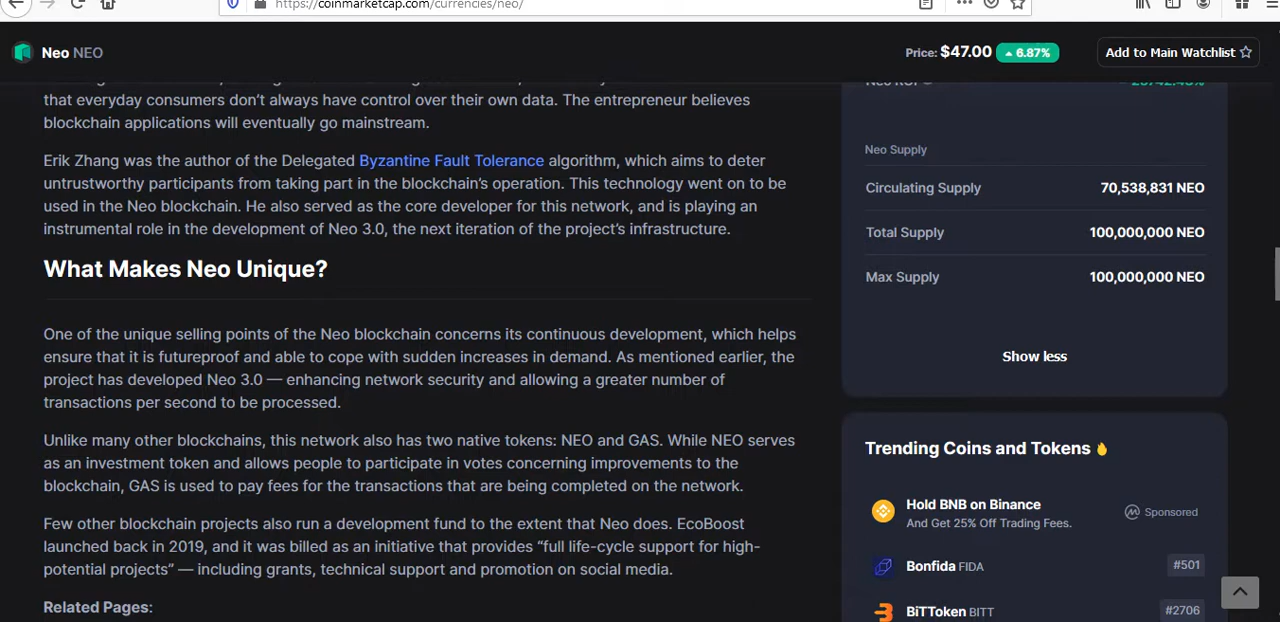 https://coinmarketcap.com/currencies/neo/
Neo NEO
Price: $47.00 6.87%
Add to Main Watchlist
that everyday consumers don’t always have control over their own data. The entrepreneur believes
blockchain applications will eventually go mainstream.
Erik Zhang was the author of the Delegated Byzantine Fault Tolerance algorithm, which aims to deter
untrustworthy participants from taking part in the blockchain’s operation. This technology went on to be
used in the Neo blockchain. He also served as the core developer for this network, and is playing an
instrumental role in the development of Neo 3.0, the next iteration of the project’s infrastructure.
What Makes Neo Unique?
One of the unique selling points of the Neo blockchain concerns its continuous development, which helps
ensure that it is futureproof and able to cope with sudden increases in demand. As mentioned earlier, the
project has developed Neo 3.0 — enhancing network security and allowing a greater number of
transactions per second to be processed.
Unlike many other blockchains, this network also has two native tokens: NEO and GAS. While NEO serves
as an investment token and allows people to participate in votes concerning improvements to the
blockchain, GAS is used to pay fees for the transactions that are being completed on the network.
Few other blockchain projects also run a development fund to the extent that Neo does. EcoBoost
launched back in 2019, and it was billed as an initiative that provides “full life-cycle support for high-
potential projects” — including grants, technical support and promotion on social media.
Related Pages:
Neo Supply
Circulating Supply 70,538,831 NEO
Total Supply 100,000,000 NEO
Max Supply 100,000,000 NEO
Show less
Trending Coins and Tokens
Hold BNB on Binance
And Get 25% Off Trading Fees.
Sponsored
Bonfida FIDA #501
BiTToken BITT #2706